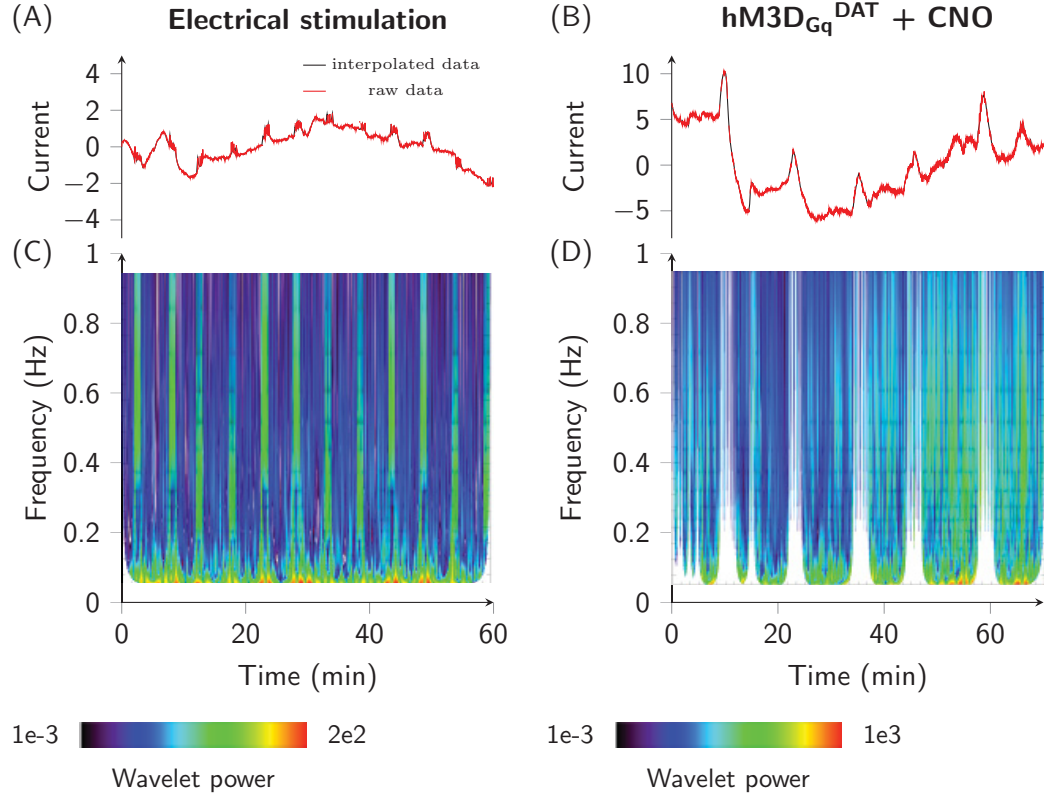 (A) Electrical stimulation
(B) hM3D_Gq^DAT + CNO
interpolated data
raw data
4
2
0
−2
−4
Current
10
5
0
−5
Current
(C)
1
0.8
0.6
0.4
0.2
0
Frequency (Hz)
0 20 40 60
Time (min)
(D)
1
0.8
0.6
0.4
0.2
0
Frequency (Hz)
0 20 40 60
Time (min)
1e-3 2e2
Wavelet power
1e-3 1e3
Wavelet power